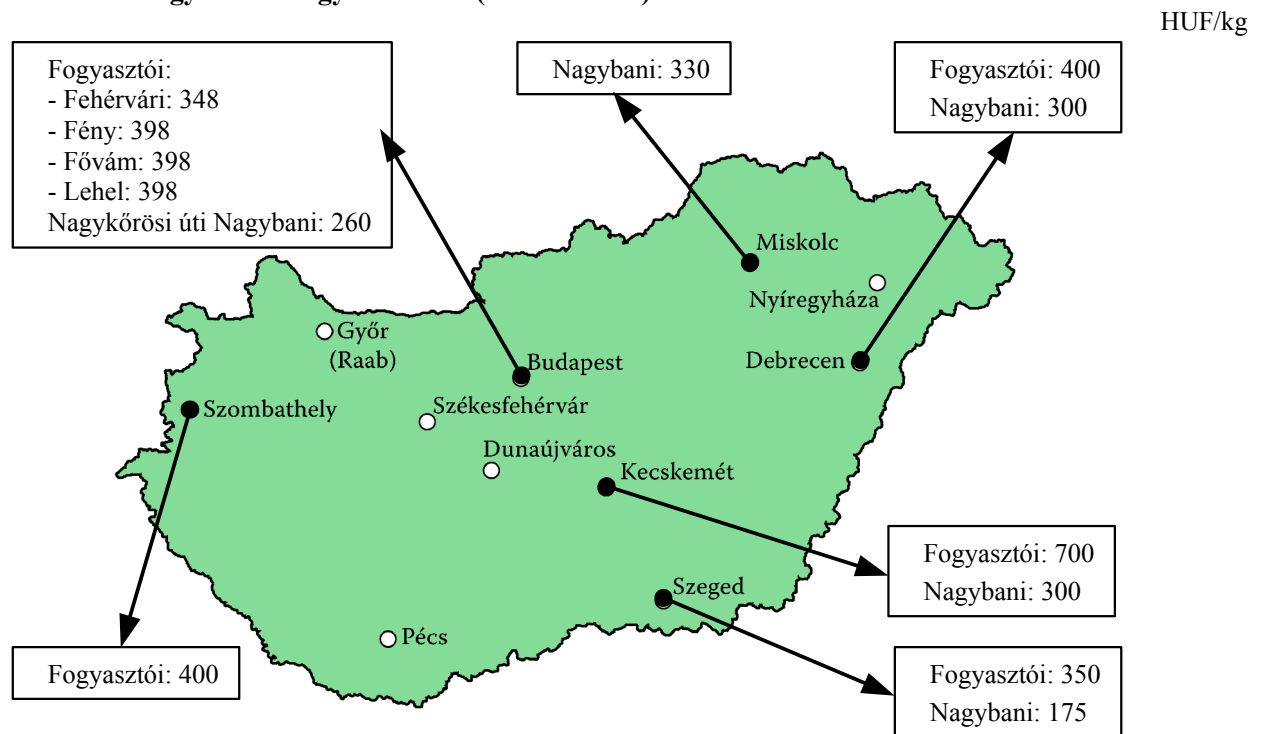 HUF/kg
Fogyasztói:
- Fehérvári: 348
- Fény: 398
- Fővám: 398
- Lehel: 398
Nagykőrösi úti Nagybani: 260
Nagybani: 330
Fogyasztói: 400
Nagybani: 300
Miskolc
Nyíregyháza
Győr
(Raab)
Budapest
Debrecen
Szombathely
Székesfehérvár
Dunaújváros
Kecskemét
Fogyasztói: 700
Nagybani: 300
Szeged
Pécs
Fogyasztói: 400
Fogyasztói: 350
Nagybani: 175